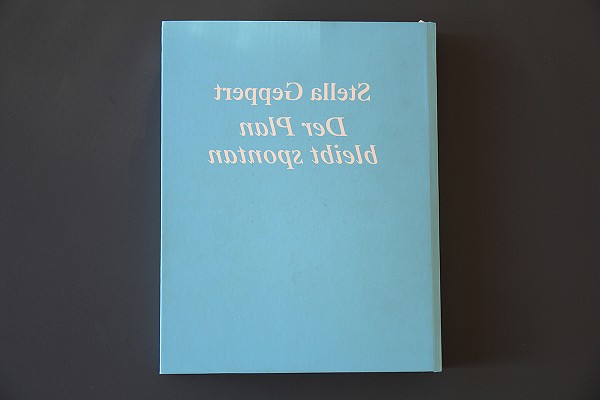 Stella Geppert
Der Plan
bleibt spontan